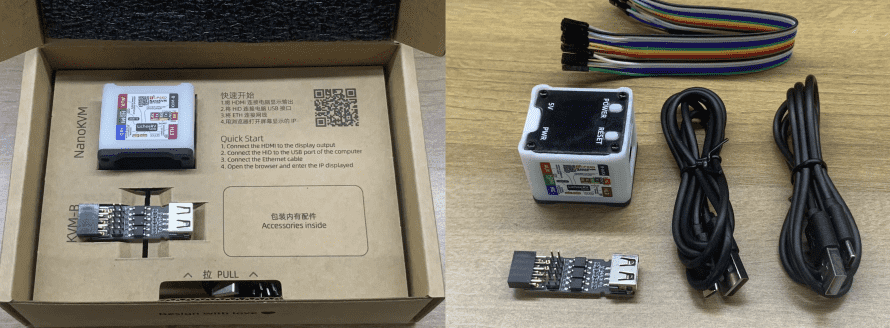 NanoKVM
快速开始
1.将 HDMI 连接电脑显示输出
2.将 HID 连接电脑 USB 接口
3.将 ETH 连接网线
4.用浏览器打开屏幕显示的 IP
Quick Start
1. Connect the HDMI to the display output
2. Connect the HID to the USB port of the computer
3. Connect the Ethernet cable
4. Open the browser and enter the IP displayed
KVM-B
包装内有配件
Accessories inside
拉 PULL
Design with love
5V
POWER
PWR
RESET